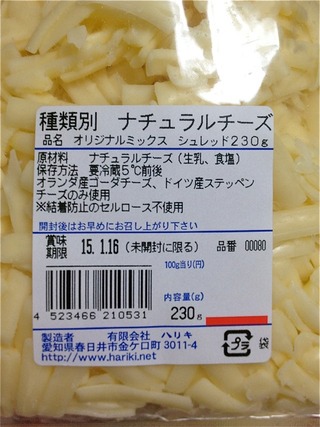 種類別 ナチュラルチーズ
品名 オリジナルミックス シュレッド230g
原材料 ナチュラルチーズ(生乳、食塩)
保存方法 要冷蔵5℃前後
オランダ産ゴーダチーズ、ドイツ産ステッペン
チーズのみ使用
※結着防止のセルロース不使用
開封後はお早めにお召し上がり下さい
賞味期限 15.1.16 (未開封に限る) 品番 00080
100g当り(円)
内容量(g)
230g
4 523466 210531
プラ 袋
製造者 有限会社 ハリキ
愛知県春日井市金ケ口町3011-4
http://www.hariki.net